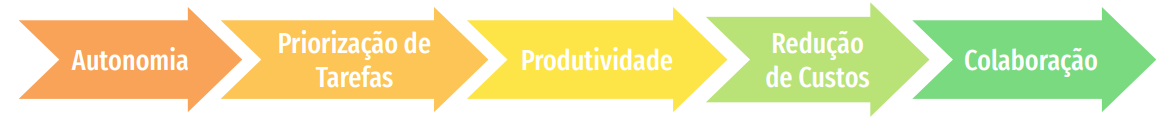 Autonomia
Priorização de
Tarefas
Produtividade
Redução
de Custos
Colaboração